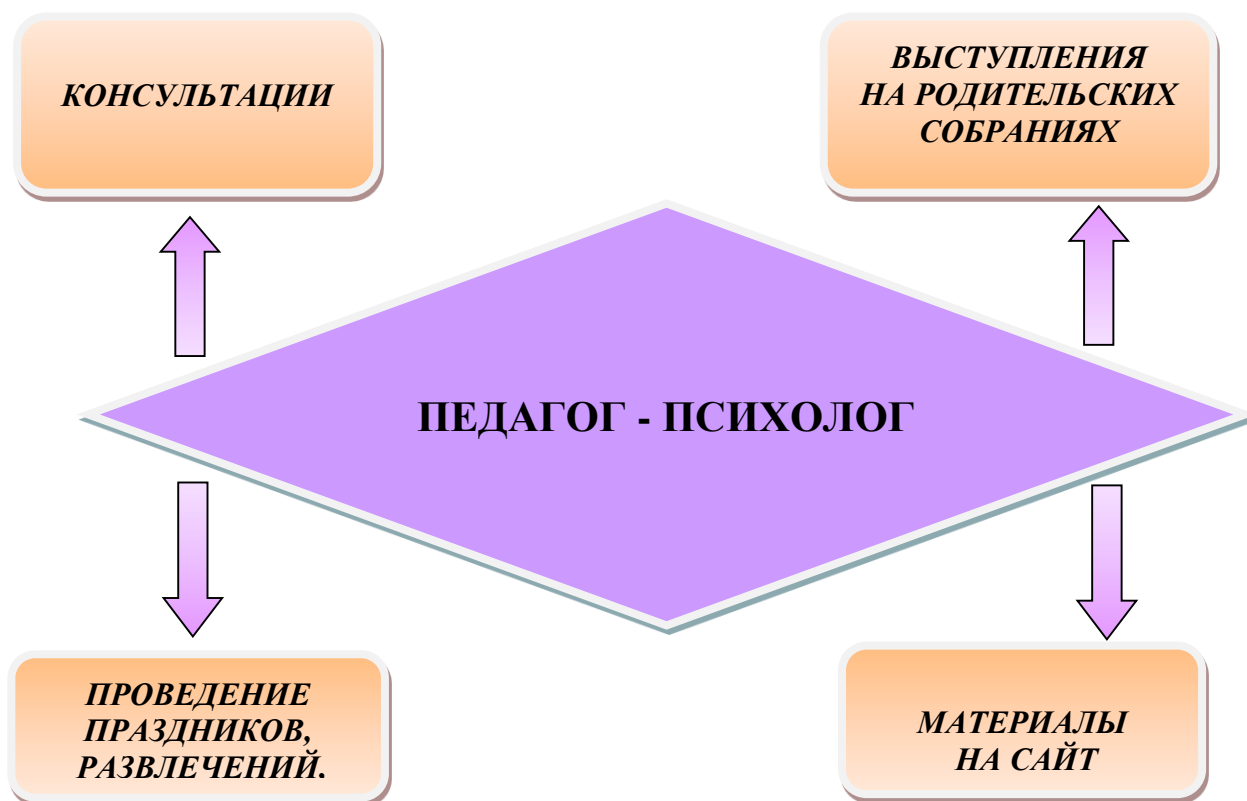 КОНСУЛЬТАЦИИ
ВЫСТУПЛЕНИЯ
НА РОДИТЕЛЬСКИХ
СОБРАНИЯХ
ПЕДАГОГ - ПСИХОЛОГ
ПРОВЕДЕНИЕ
ПРАЗДНИКОВ,
РАЗВЛЕЧЕНИЙ.
МАТЕРИАЛЫ
НА САЙТ